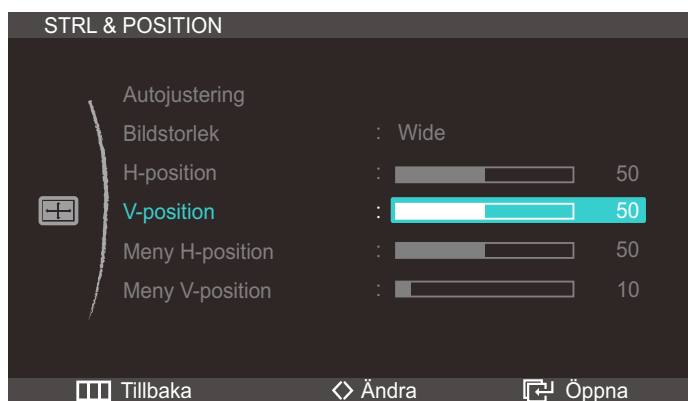 STRL & POSITION
Autojustering
Bildstorlek : Wide
H-position : 50
V-position : 50
Meny H-position : 50
Meny V-position : 10
Tillbaka Ändra Öppna